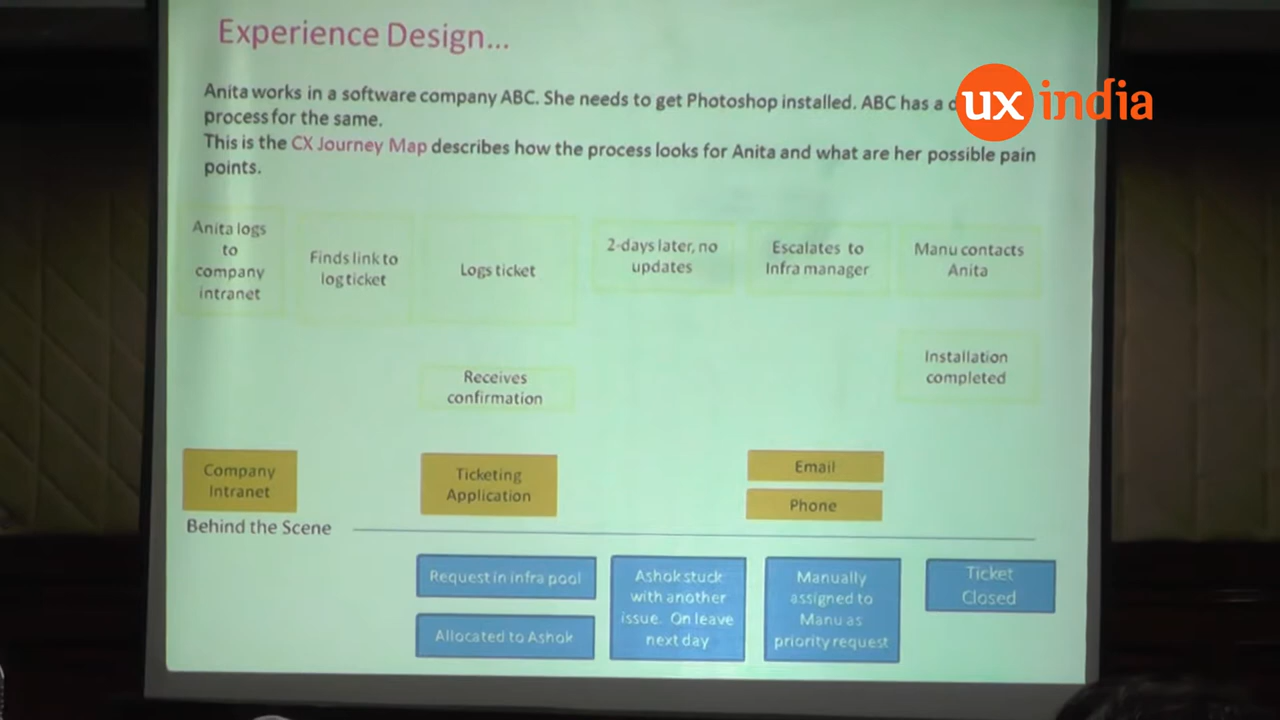 Experience Design...
ux india
Anita works in a software company ABC. She needs to get Photoshop installed. ABC has a
process for the same.
This is the CX Journey Map describes how the process looks for Anita and what are her possible pain
points.
Anita logs
to
company
intranet
Finds link to
log ticket
Logs ticket
2-days later, no
updates
Escalates to
Infra manager
Manu contacts
Anita
Receives
confirmation
Installation
completed
Company
Intranet
Ticketing
Application
Email
Phone
Behind the Scene
Request in infra pool
Allocated to Ashok
Ashok stuck
with another
issue. On leave
next day
Manually
assigned to
Manu as
priority request
Ticket
Closed